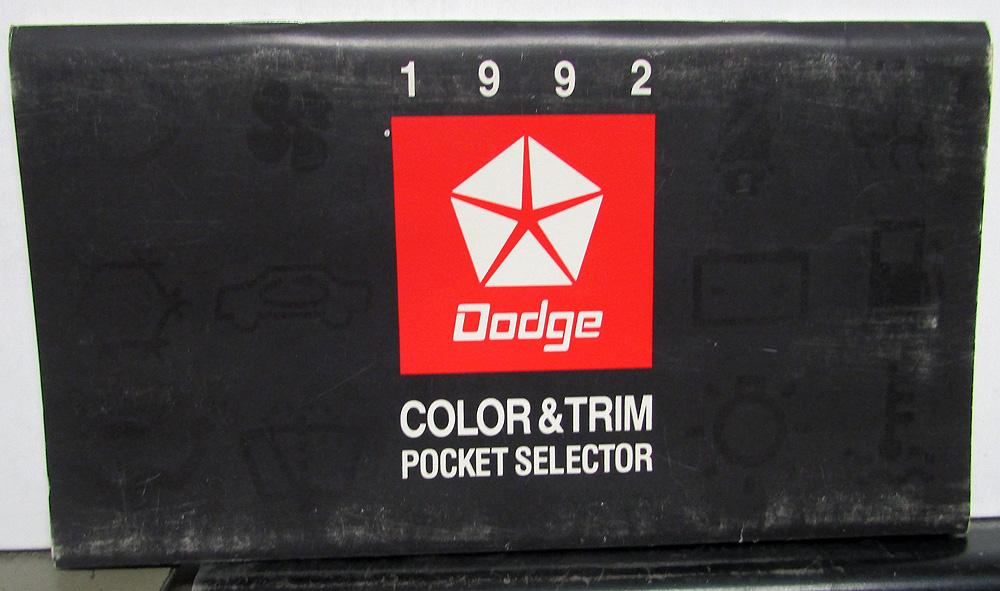 1 9 9 2
Dodge
COLOR & TRIM
POCKET SELECTOR